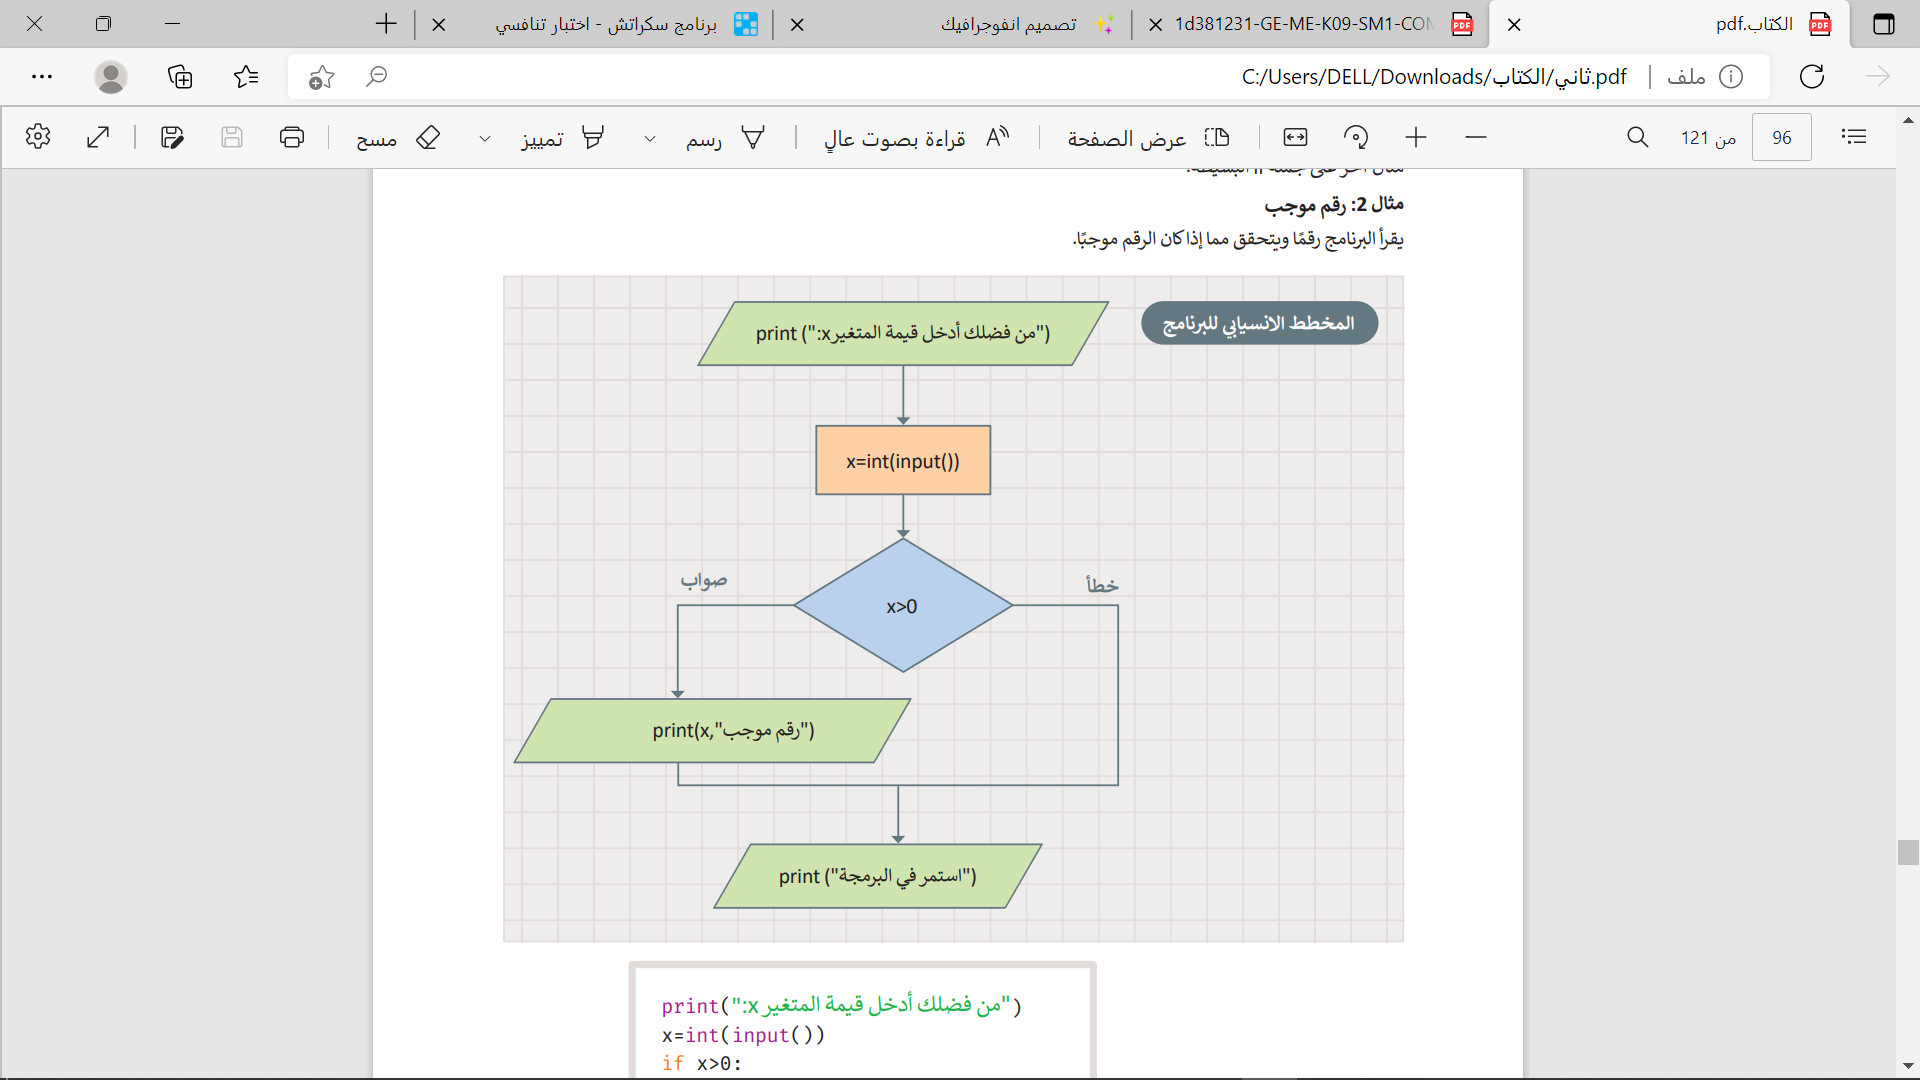 الكتاب.pdf
1d381231-GE-ME-K09-SM1-CON
تصميم انفوجرافيك
برنامج سكراتش - اختبار تنافسي
ملف
C:/Users/DELL/Downloads/ثاني/الكتاب.pdf
96
من 121
عرض الصفحة
قراءة بصوت عالٍ
رسم
تمييز
مسح
مثال 2: رقم موجب
يقرأ البرنامج رقمًا ويتحقق مما إذا كان الرقم موجبًا.
المخطط الانسيابي للبرنامج
print ("من فضلك أدخل قيمة المتغير x:")
x=int(input())
x>0
صواب
خطأ
print(x,"رقم موجب")
print ("استمر في البرمجة")
print("من فضلك أدخل قيمة المتغير x:")
x=int(input())
if x>0: